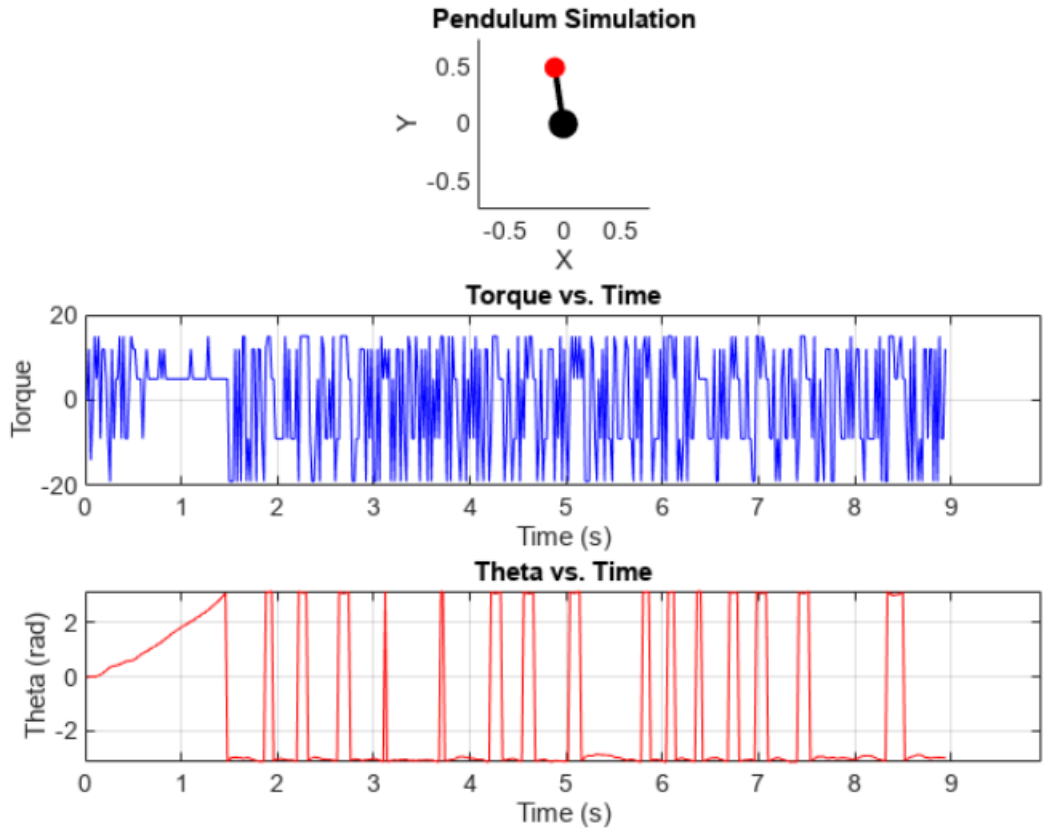 Pendulum Simulation
0.5
0
-0.5
Y
-0.5 0 0.5
X
Torque vs. Time
20
0
-20
Torque
0 1 2 3 4 5 6 7 8 9
Time (s)
Theta vs. Time
2
0
-2
Theta (rad)
0 1 2 3 4 5 6 7 8 9
Time (s)